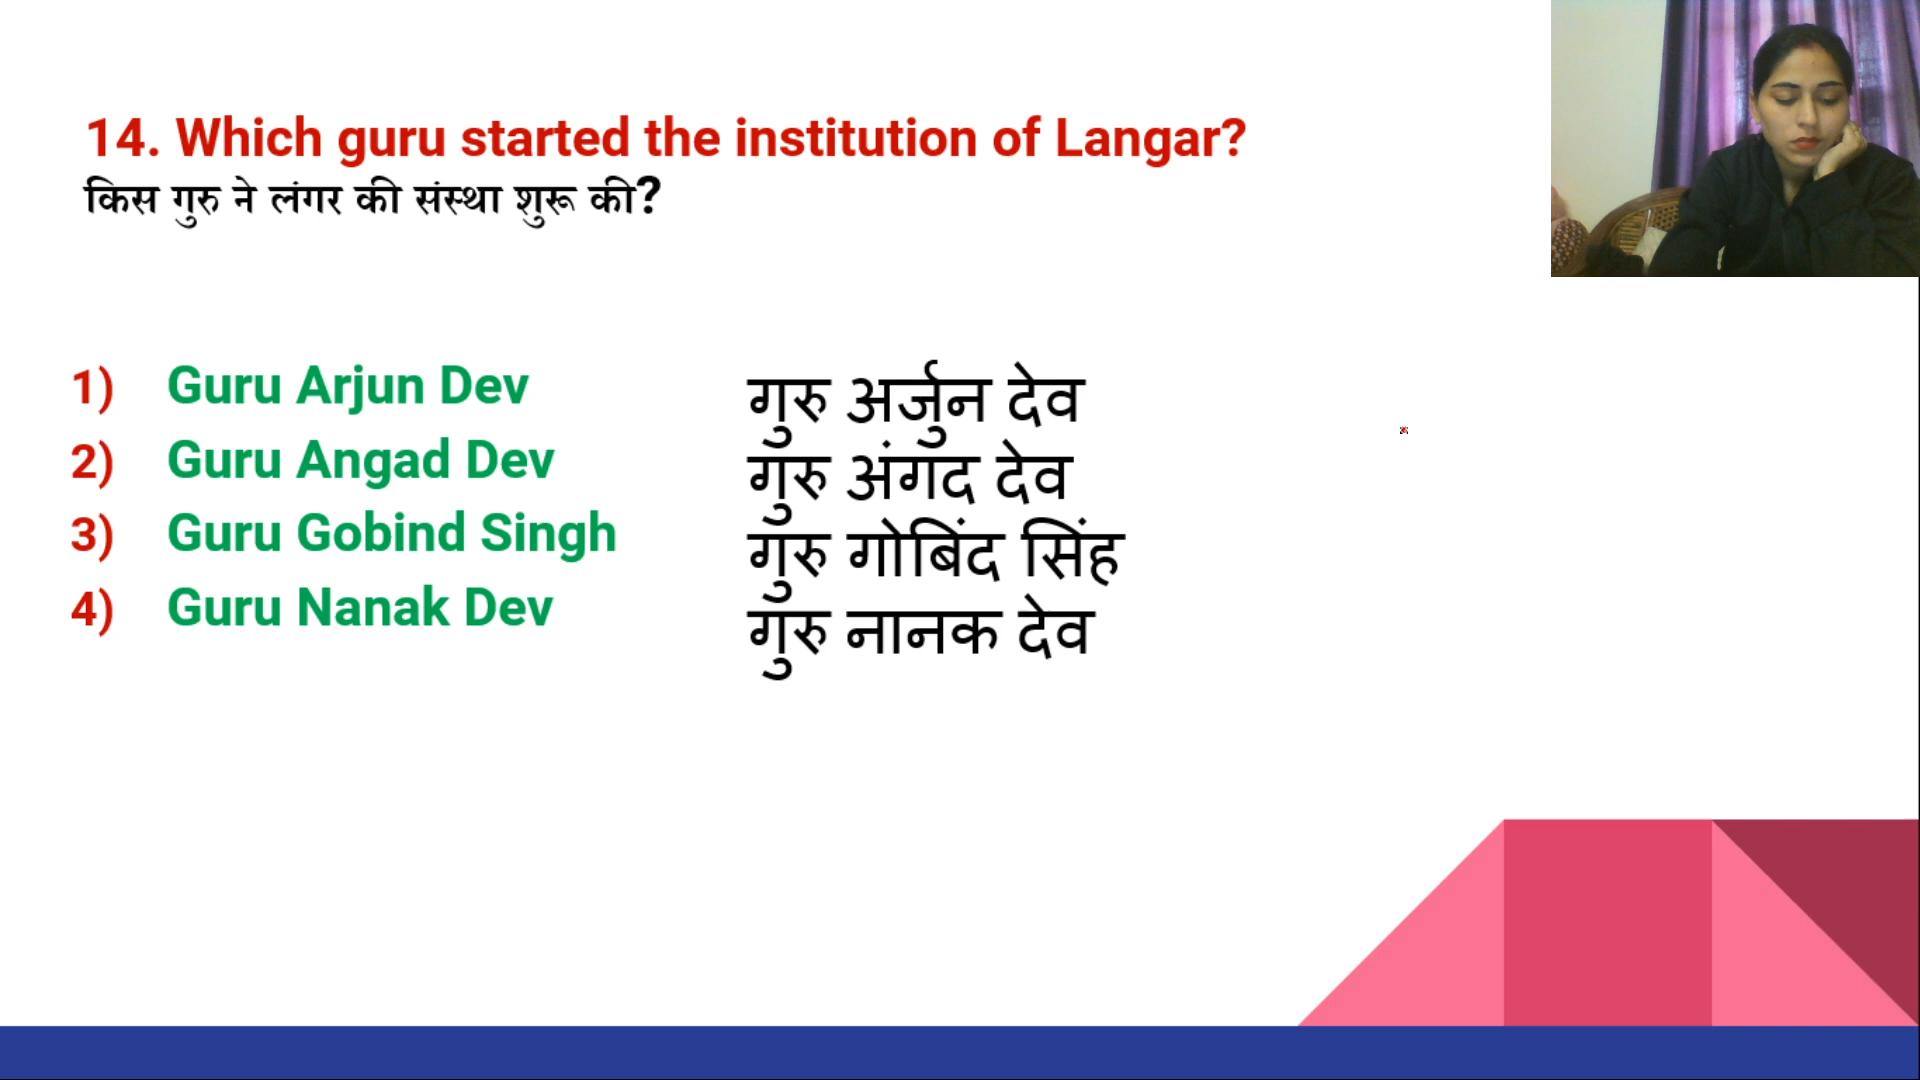 14. Which guru started the institution of Langar?
किस गुरु ने लंगर की संस्था शुरू की?
1) Guru Arjun Dev
2) Guru Angad Dev
3) Guru Gobind Singh
4) Guru Nanak Dev
गुरु अर्जुन देव
गुरु अंगद देव
गुरु गोबिंद सिंह
गुरु नानक देव